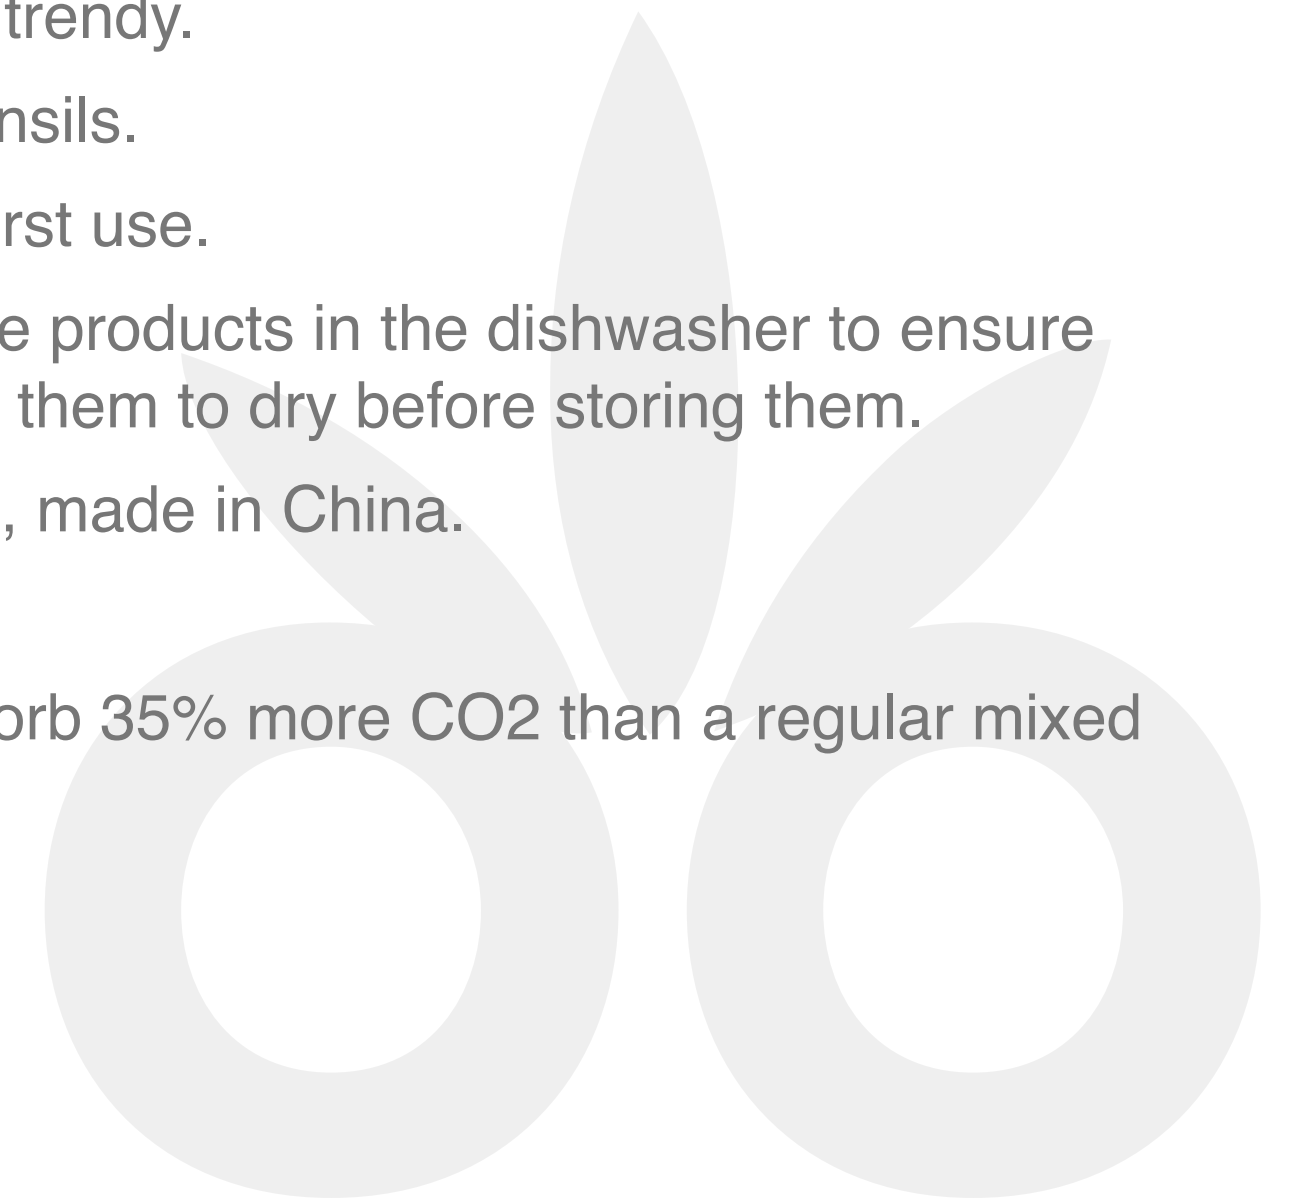 trendy.
nsils.
rst use.
e products in the dishwasher to ensure
them to dry before storing them.
, made in China.
orb 35% more CO2 than a regular mixed